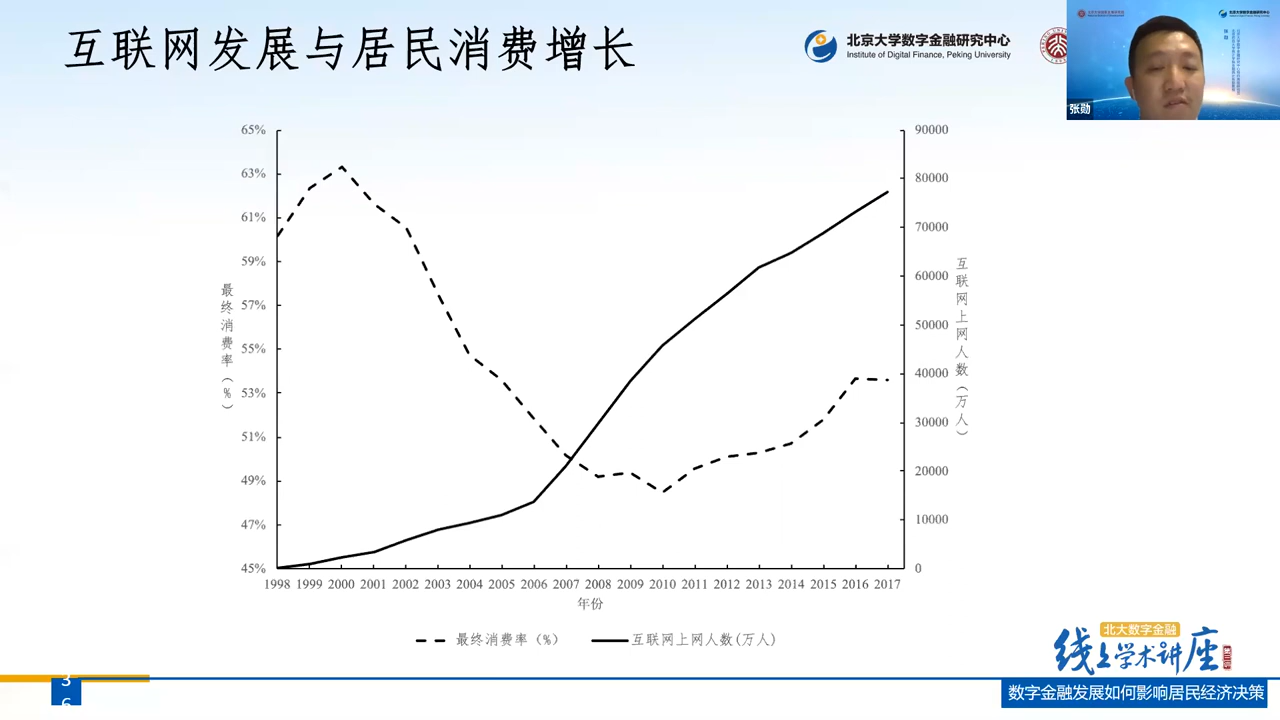 互联网发展与居民消费增长
北京大学数字金融研究中心
Institute of Digital Finance, Peking University
张勋
65%
63%
61%
59%
57%
55%
53%
51%
49%
47%
45%
最终消费率（%）
90000
80000
70000
60000
50000
40000
30000
20000
10000
0
互联网上网人数（万人）
1998 1999 2000 2001 2002 2003 2004 2005 2006 2007 2008 2009 2010 2011 2012 2013 2014 2015 2016 2017
年份
最终消费率（%） 互联网上网人数(万人)
北大数字金融
线上学术讲座
数字金融发展如何影响居民经济决策
36